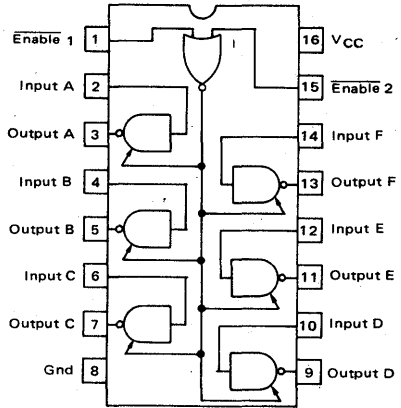 Enable 1
1
16
VCC
Input A
2
15
Enable 2
Output A
3
14
Input F
Input B
4
13
Output F
Output B
5
12
Input E
Input C
6
11
Output E
Output C
7
10
Input D
Gnd
8
9
Output D